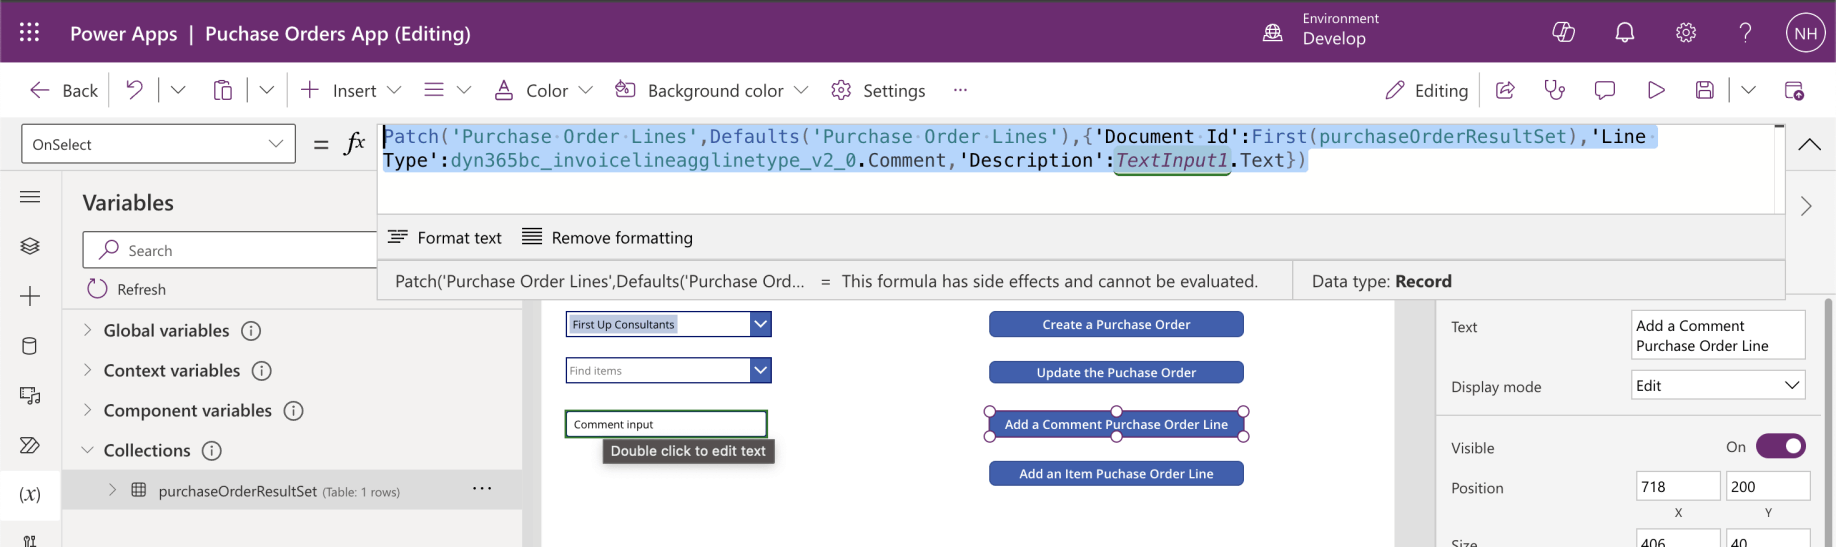 Power Apps | Puchase Orders App (Editing)
Environment
Develop
NH
Back
Insert
Color
Background color
Settings
...
Editing
OnSelect
= fx
Patch('Purchase Order Lines',Defaults('Purchase Order Lines'),{'Document Id':First(purchaseOrderResultSet),'Line
Type':dyn365bc_invoicelineagglinetype_v2_0.Comment,'Description':TextInput1.Text})
Format text
Remove formatting
Patch('Purchase Order Lines',Defaults('Purchase Ord... = This formula has side effects and cannot be evaluated.
Data type: Record
Variables
Search
Refresh
Global variables
Context variables
Component variables
Collections
purchaseOrderResultSet (Table: 1 rows)
...
(x)
First Up Consultants
Find items
Comment input
Double click to edit text
Create a Purchase Order
Update the Puchase Order
Add a Comment Purchase Order Line
Add an Item Puchase Order Line
Text
Add a Comment
Purchase Order Line
Display mode
Edit
Visible
On
Position
718
200
X
Y
Size
406
40